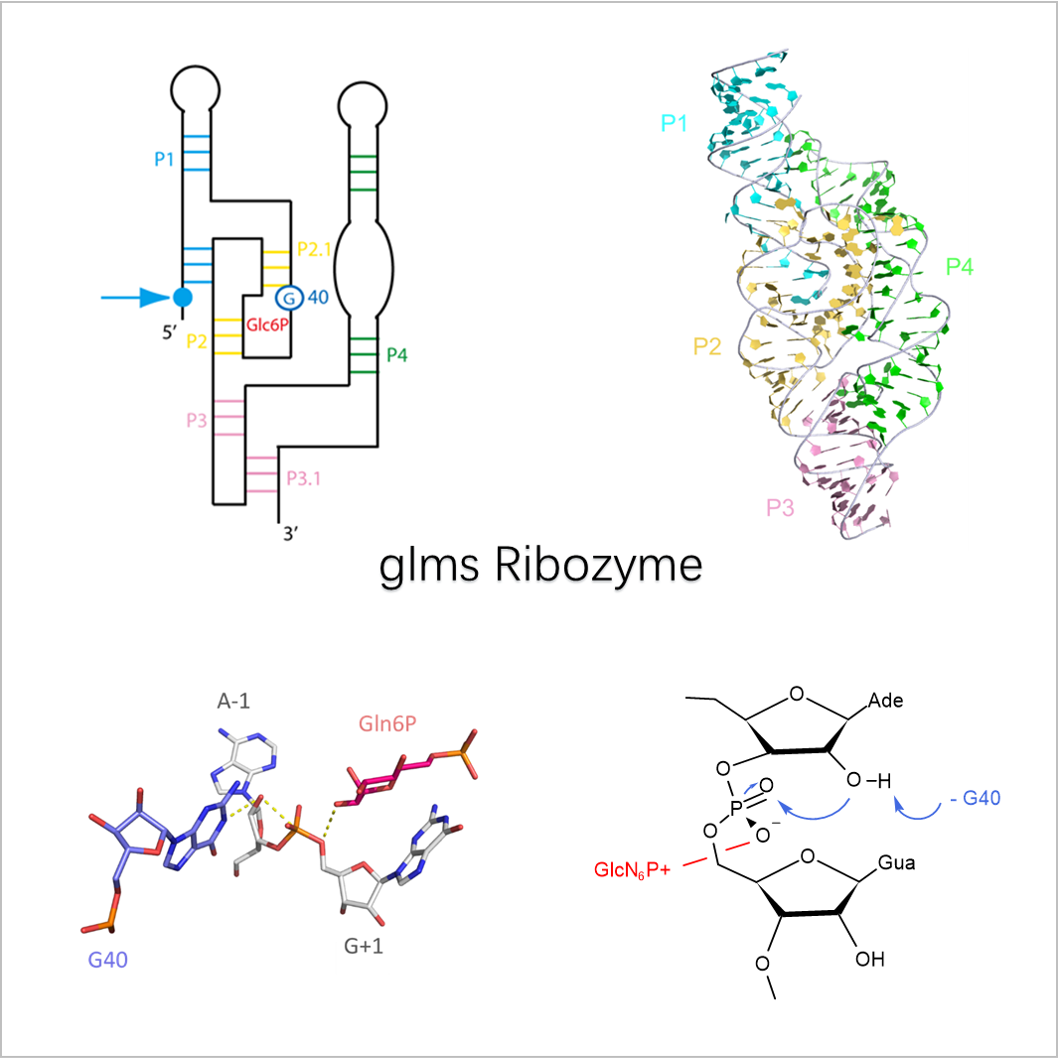 P1
P2.1
G
40
5’
Glc6P
P2
P4
P3
P3.1
3’
P1
P4
P2
P3
glms Ribozyme
A-1
Gln6P
G40
G+1
O
Ade
O
O
O–H
P
- G40
O
O
–
GlcN₆P+
O
Gua
O
OH